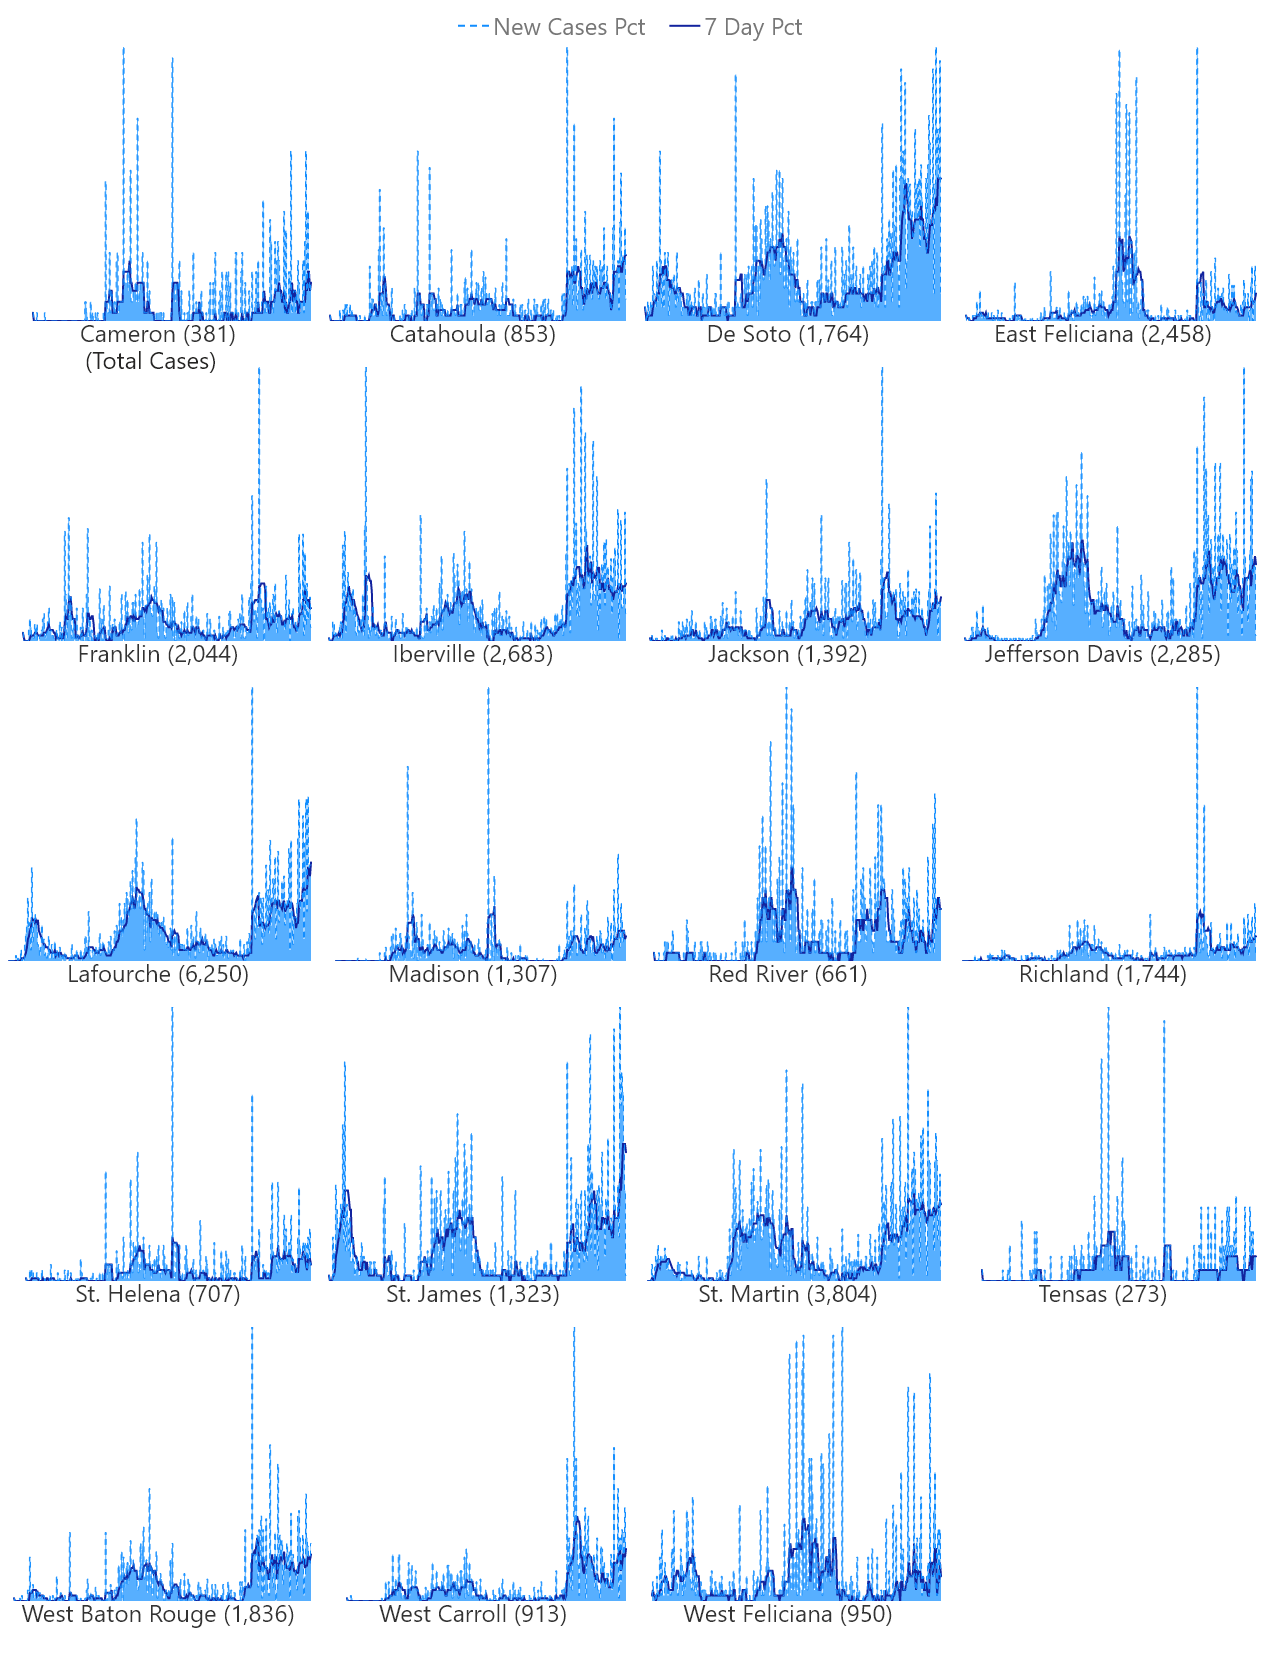 New Cases Pct 7 Day Pct
Cameron (381) Catahoula (853) De Soto (1,764) East Feliciana (2,458)
(Total Cases)
Franklin (2,044) Iberville (2,683) Jackson (1,392) Jefferson Davis (2,285)
Lafourche (6,250) Madison (1,307) Red River (661) Richland (1,744)
St. Helena (707) St. James (1,323) St. Martin (3,804) Tensas (273)
West Baton Rouge (1,836) West Carroll (913) West Feliciana (950)